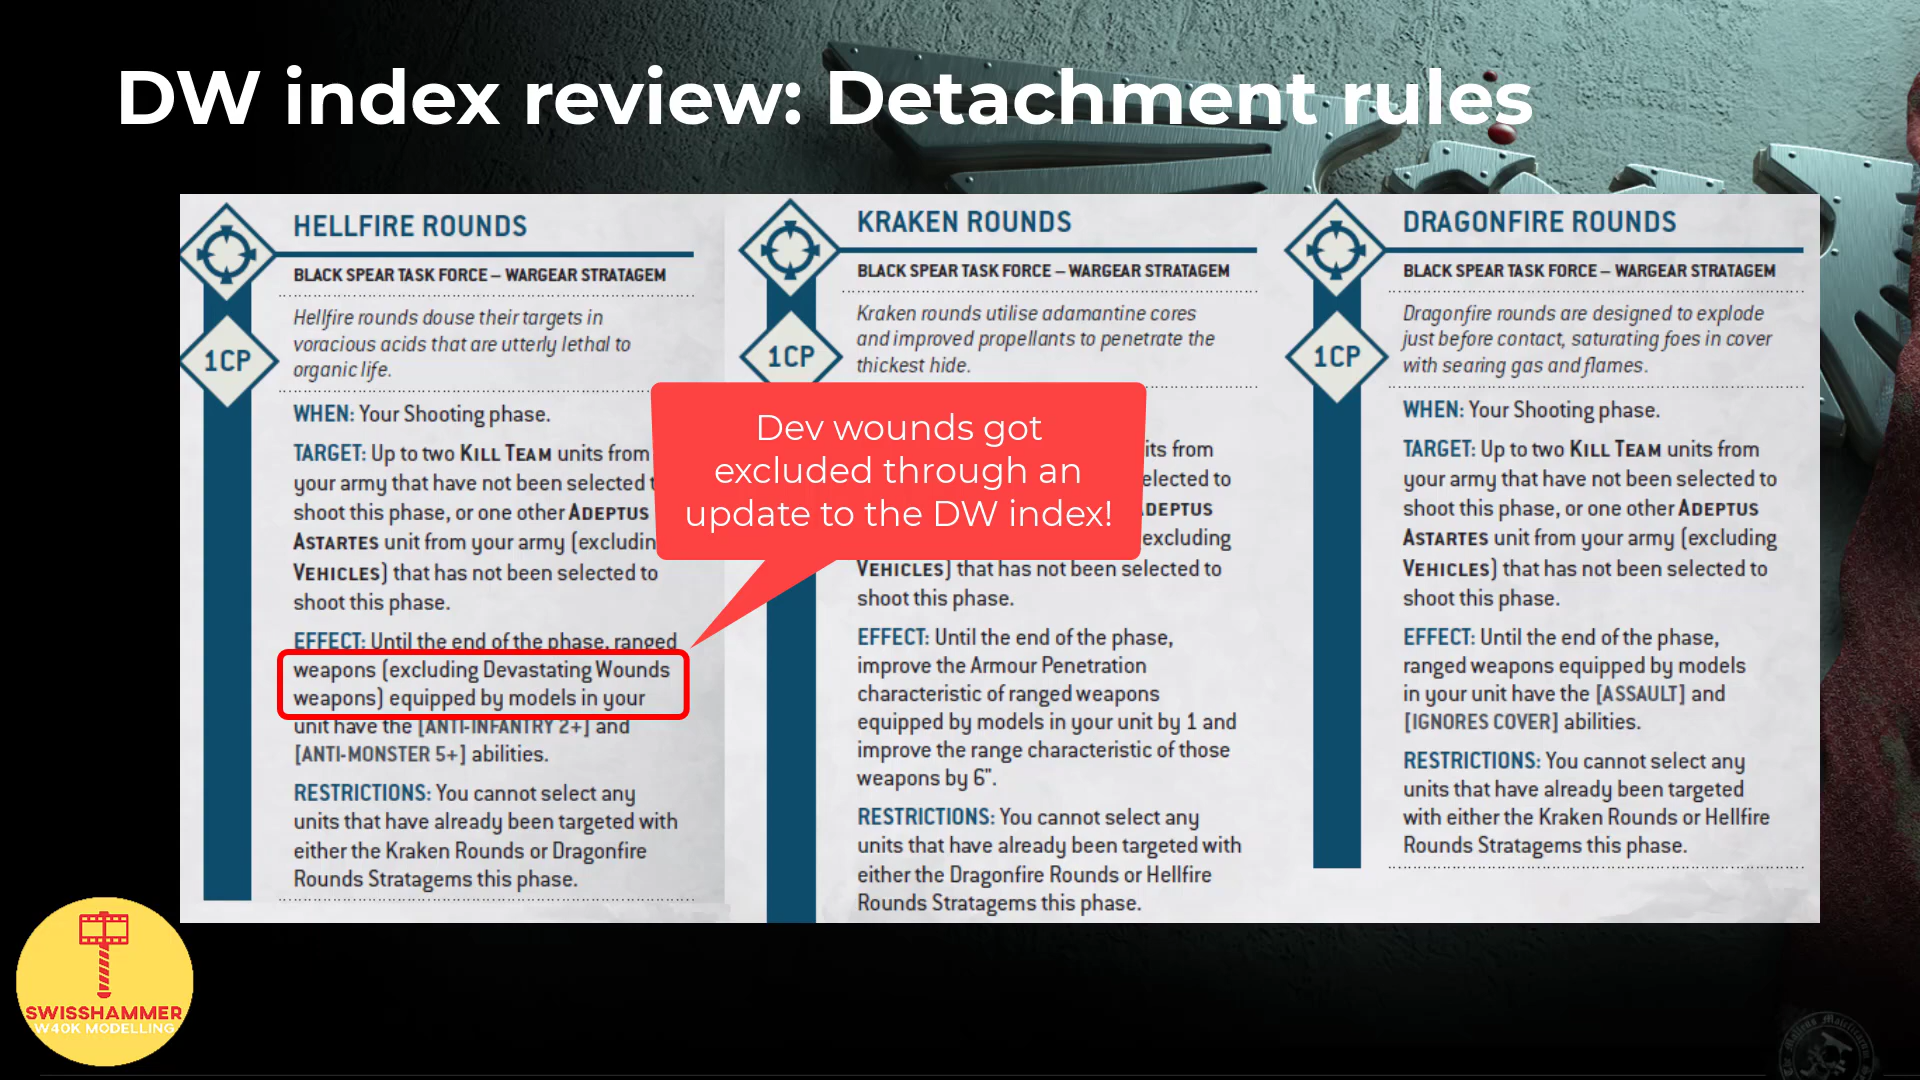 DW index review: Detachment rules
HELLFIRE ROUNDS
BLACK SPEAR TASK FORCE – WARGEAR STRATAGEM
Hellfire rounds douse their targets in
voracious acids that are utterly lethal to
organic life.
1CP
WHEN: Your Shooting phase.
TARGET: Up to two KILL TEAM units from
your army that have not been selected
shoot this phase, or one other ADEPTUS
ASTARTES unit from your army
VEHICLES) that has not been selected to
shoot this phase.
EFFECT: Until the end of the phase, ranged
weapons (excluding Devastating Wounds
weapons) equipped by models in your
unit have the [ANTI-INFANTRY 2+] and
[ANTI-MONSTER 5+] abilities.
RESTRICTIONS: You cannot select any
units that have already been targeted with
either the Kraken Rounds or Dragonfire
Rounds Stratagems this phase.
KRAKEN ROUNDS
BLACK SPEAR TASK FORCE – WARGEAR STRATAGEM
Kraken rounds utilise adamantine cores
and improved propellants to penetrate the
thickest hide.
1CP
Dev wounds got
excluded through an
update to the DW index!
from
to
excluding
VEHICLES) that has not been selected to
shoot this phase.
EFFECT: Until the end of the phase,
improve the Armour Penetration
characteristic of ranged weapons
equipped by models in your unit by 1 and
improve the range characteristic of those
weapons by 6".
RESTRICTIONS: You cannot select any
units that have already been targeted with
either the Dragonfire Rounds or Hellfire
Rounds Stratagems this phase.
DRAGONFIRE ROUNDS
BLACK SPEAR TASK FORCE – WARGEAR STRATAGEM
Dragonfire rounds are designed to explode
just before contact, saturating foes in cover
with searing gas and flames.
1CP
WHEN: Your Shooting phase.
TARGET: Up to two KILL TEAM units from
your army that have not been selected to
shoot this phase, or one other ADEPTUS
ASTARTES unit from your army (excluding
VEHICLES) that has not been selected to
shoot this phase.
EFFECT: Until the end of the phase,
ranged weapons equipped by models
in your unit have the [ASSAULT] and
[IGNORES COVER] abilities.
RESTRICTIONS: You cannot select any
units that have already been targeted
with either the Kraken Rounds or Hellfire
Rounds Stratagems this phase.
SWISSHAMMER
W40K MODELLING